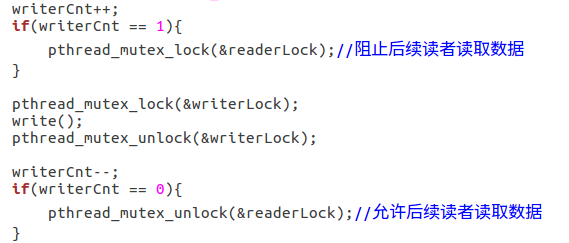 writerCnt++;
if(writerCnt == 1){
    pthread_mutex_lock(&readerLock);//阻止后续读者读取数据
}

pthread_mutex_lock(&writerLock);
write();
pthread_mutex_unlock(&writerLock);

writerCnt--;
if(writerCnt == 0){
    pthread_mutex_unlock(&readerLock);//允许后续读者读取数据
}